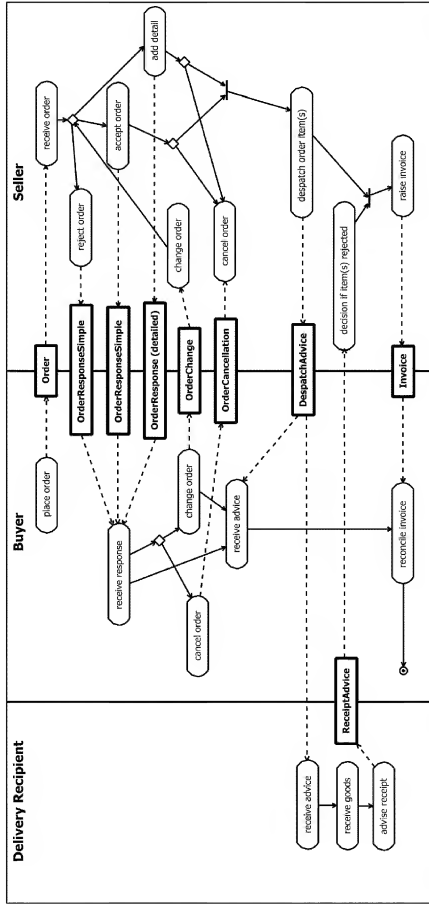 Seller
receive order
reject order
accept order
add detail
change order
cancel order
despatch order item(s)
decision if item(s) rejected
raise invoice
Order
OrderResponseSimple
OrderResponseSimple
OrderResponse (detailed)
OrderChange
OrderCancellation
DespatchAdvice
Invoice
Buyer
place order
receive response
change order
receive advice
cancel order
reconcile invoice
ReceiptAdvice
Delivery Recipient
receive advice
receive goods
advise receipt